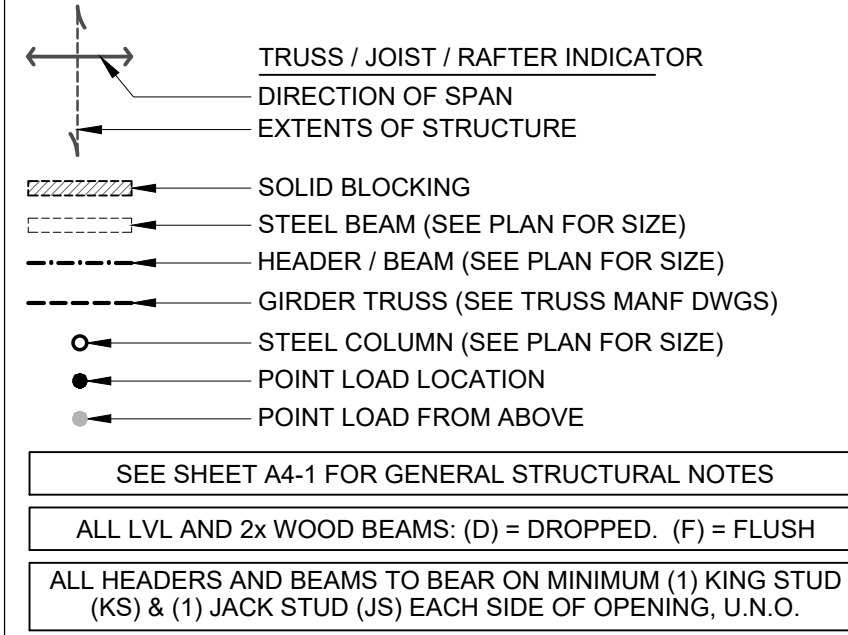 TRUSS / JOIST / RAFTER INDICATOR
DIRECTION OF SPAN
EXTENTS OF STRUCTURE
SOLID BLOCKING
STEEL BEAM (SEE PLAN FOR SIZE)
HEADER / BEAM (SEE PLAN FOR SIZE)
GIRDER TRUSS (SEE TRUSS MANF DWGS)
STEEL COLUMN (SEE PLAN FOR SIZE)
POINT LOAD LOCATION
POINT LOAD FROM ABOVE
SEE SHEET A4-1 FOR GENERAL STRUCTURAL NOTES
ALL LVL AND 2x WOOD BEAMS: (D) = DROPPED. (F) = FLUSH
ALL HEADERS AND BEAMS TO BEAR ON MINIMUM (1) KING STUD
(KS) & (1) JACK STUD (JS) EACH SIDE OF OPENING, U.N.O.